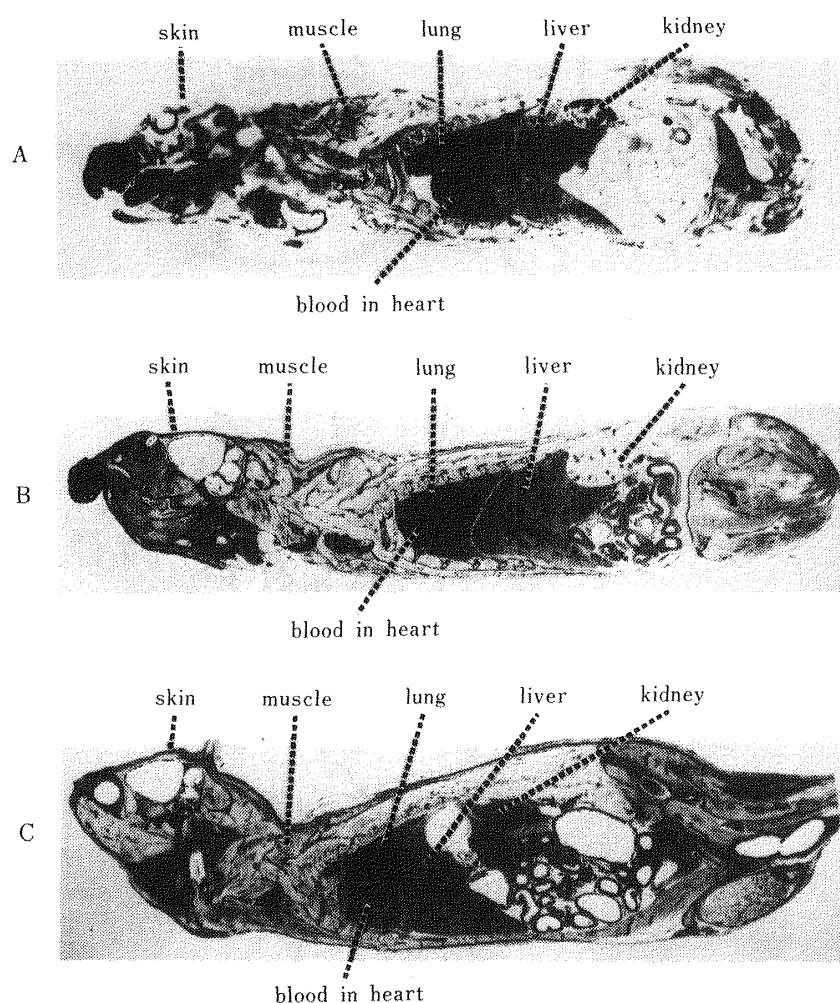 skin muscle lung liver kidney
A
blood in heart
skin muscle lung liver kidney
B
blood in heart
skin muscle lung liver kidney
C
blood in heart